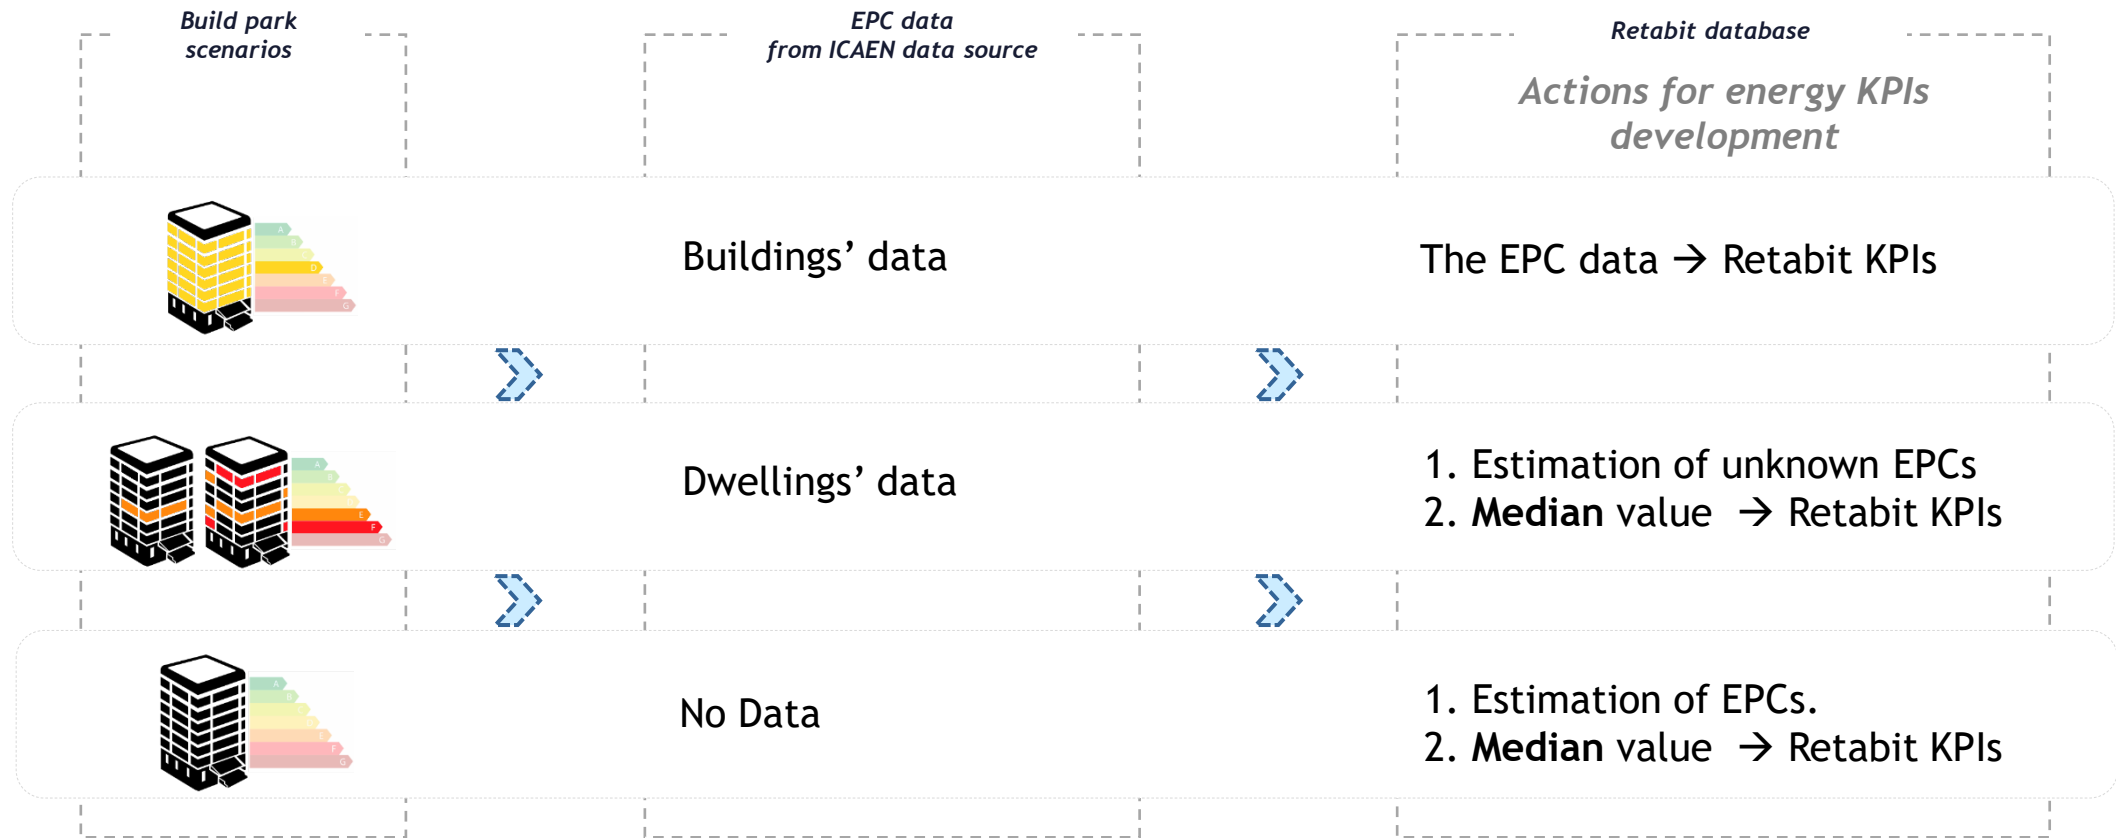 Build park
scenarios
EPC data
from ICAEN data source
Retabit database
Actions for energy KPIs
development
A
B
C
D
E
F
G
Buildings’ data
The EPC data → Retabit KPIs
A
B
C
D
E
F
G
Dwellings’ data
1. Estimation of unknown EPCs
2. Median value → Retabit KPIs
A
B
C
D
E
F
G
No Data
1. Estimation of EPCs.
2. Median value → Retabit KPIs